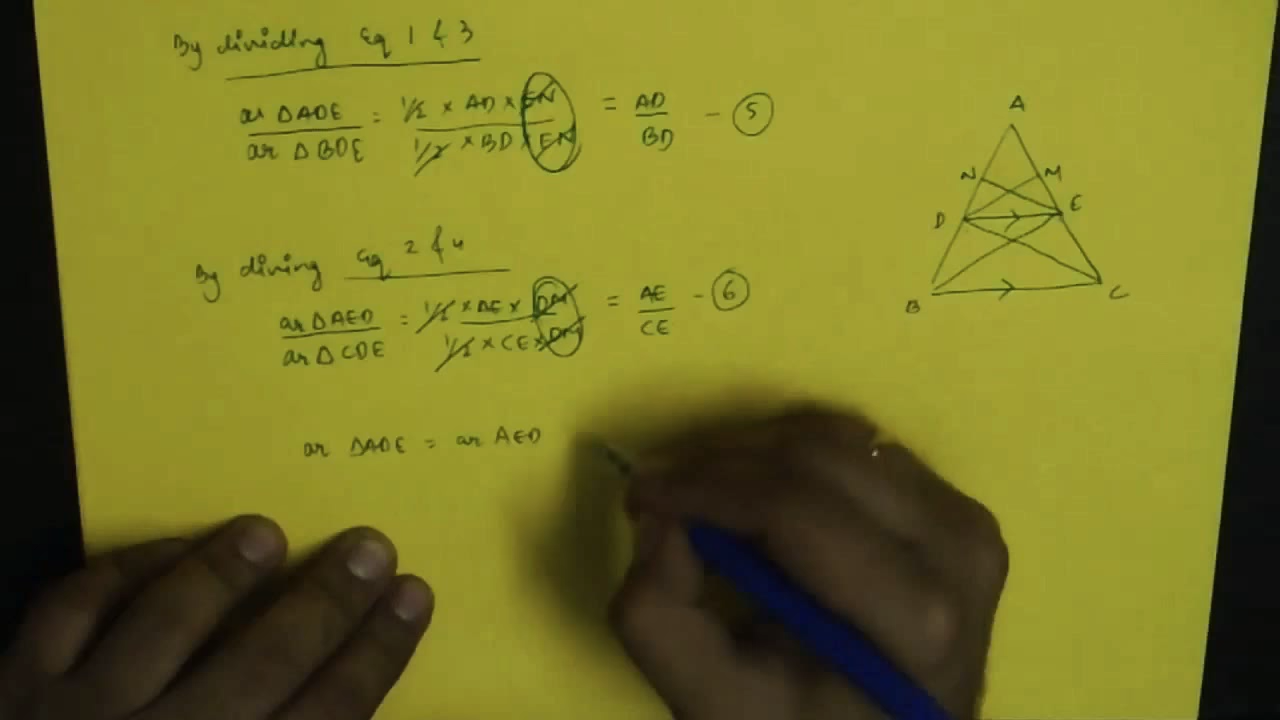 By dividing Eq 1 & 3
ar ΔADE / ar ΔBDE = 1/2 × AD × EN / 1/2 × BD × EN = AD / BD - 5
By dining Eq 2 & 4
ar ΔAED / ar ΔCDE = 1/2 × AE × DM / 1/2 × CE × DM = AE / CE - 6
ar ΔADE = ar AED
A
N M
D E
B C